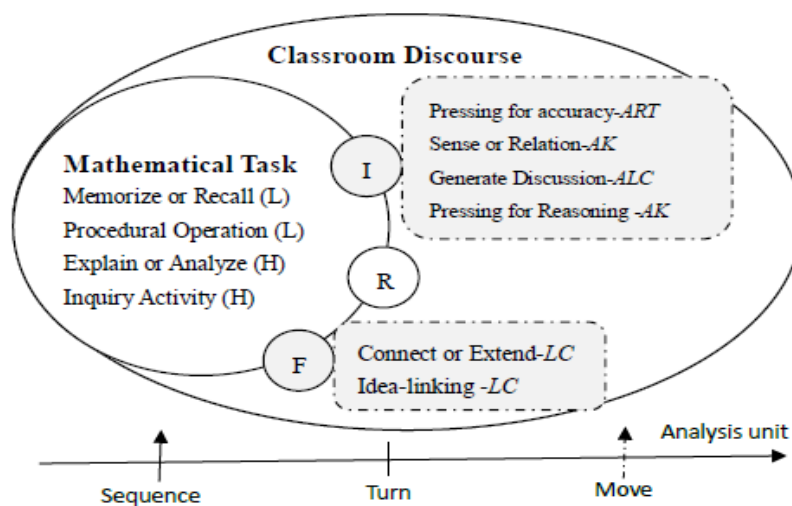 Classroom Discourse
Pressing for accuracy-ART
Sense or Relation-AK
Generate Discussion-ALC
Pressing for Reasoning -AK
I
Mathematical Task
Memorize or Recall (L)
Procedural Operation (L)
Explain or Analyze (H)
Inquiry Activity (H)
R
F
Connect or Extend-LC
Idea-linking -LC
Analysis unit
Sequence
Turn
Move